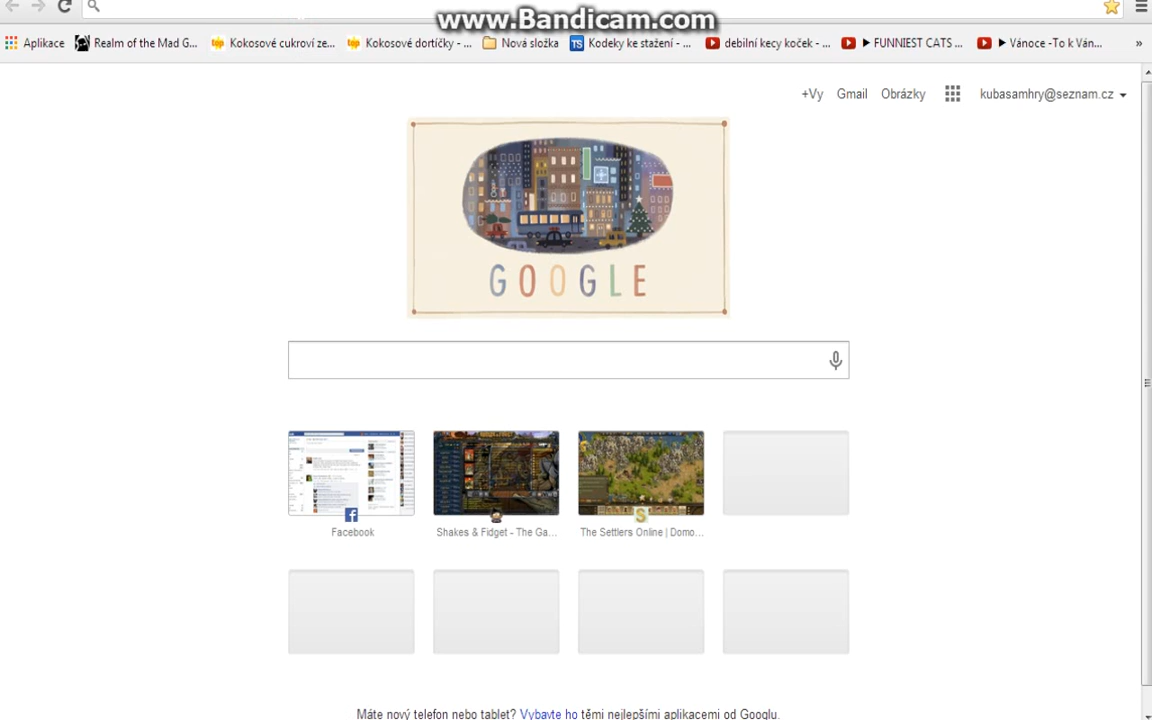 www.Bandicam.com
Aplikace Realm of the Mad G... Kokosové cukroví ze... Kokosové dortíčky - ... Nová složka Kodeky ke stažení - ... debilní kecy koček - ... ▶ FUNNIEST CATS ... ▶ Vánoce -To k Ván... »
+Vy Gmail Obrázky kubasamhry@seznam.cz
GOOGLE
Facebook Shakes & Fidget - The Ga... The Settlers Online | Domo...
Máte nový telefon nebo tablet? Vybavte ho těmi nejlepšími aplikacemi od Googlu.